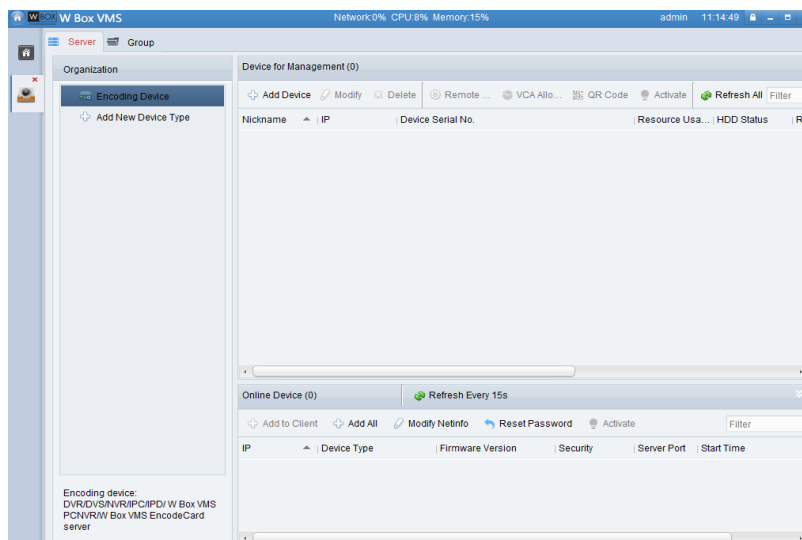 W BOX W Box VMS Network:0% CPU:8% Memory:15% admin 11:14:49
Server Group
Organization
Device for Management (0)
Encoding Device
Add Device Modify Delete Remote ... VCA Allo... QR Code Activate Refresh All Filter
Add New Device Type
Nickname IP Device Serial No. Resource Usa... HDD Status R
Online Device (0) Refresh Every 15s
Add to Client Add All Modify Netinfo Reset Password Activate Filter
IP Device Type Firmware Version Security Server Port Start Time
Encoding device:
DVR/DVS/NVR/IPC/IPD/ W Box VMS
PCNVR/W Box VMS EncodeCard
server